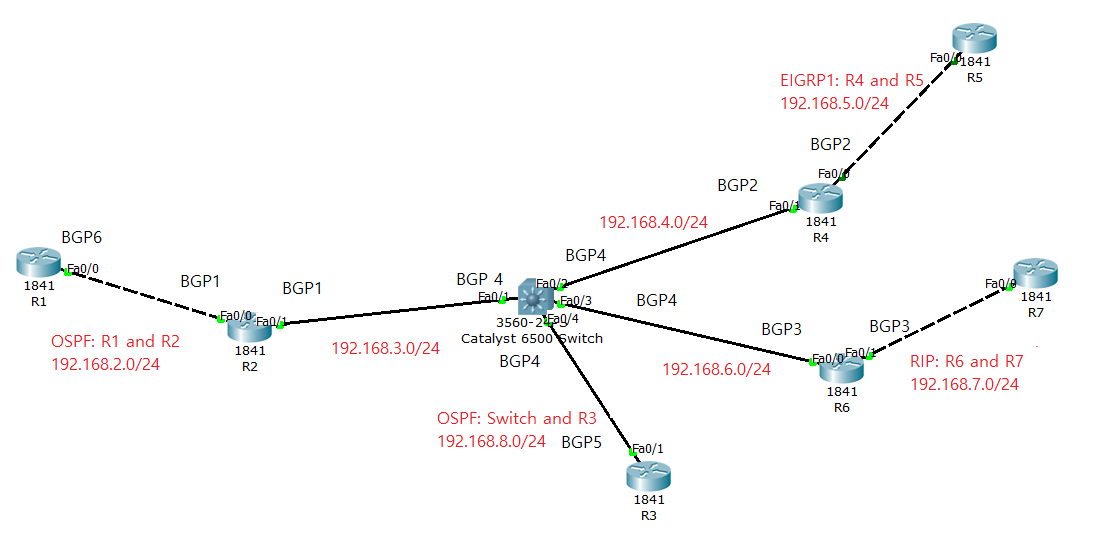 Fa0/0
1841
R5
EIGRP1: R4 and R5
192.168.5.0/24
BGP2
Fa0/0
BGP2
Fa0/1
1841
R4
192.168.4.0/24
BGP6
Fa0/0
1841
R1
BGP1
BGP1
Fa0/0
Fa0/1
1841
R2
OSPF: R1 and R2
192.168.2.0/24
192.168.3.0/24
BGP 4
Fa0/1
BGP4
Fa0/3
Fa0/4
Catalyst 6500 Switch
BGP4
BGP4
192.168.6.0/24
BGP3
Fa0/0
Fa0/1
BGP3
1841
R6
Fa0/0
1841
R7
RIP: R6 and R7
192.168.7.0/24
OSPF: Switch and R3
192.168.8.0/24
BGP5
Fa0/1
1841
R3